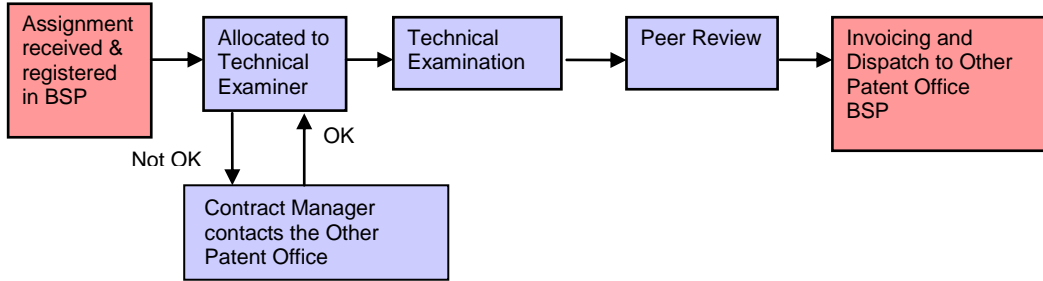 Assignment
received &
registered
in BSP
Allocated to
Technical
Examiner
Technical
Examination
Peer Review
Invoicing and
Dispatch to Other
Patent Office
BSP
Not OK
OK
Contract Manager
contacts the Other
Patent Office